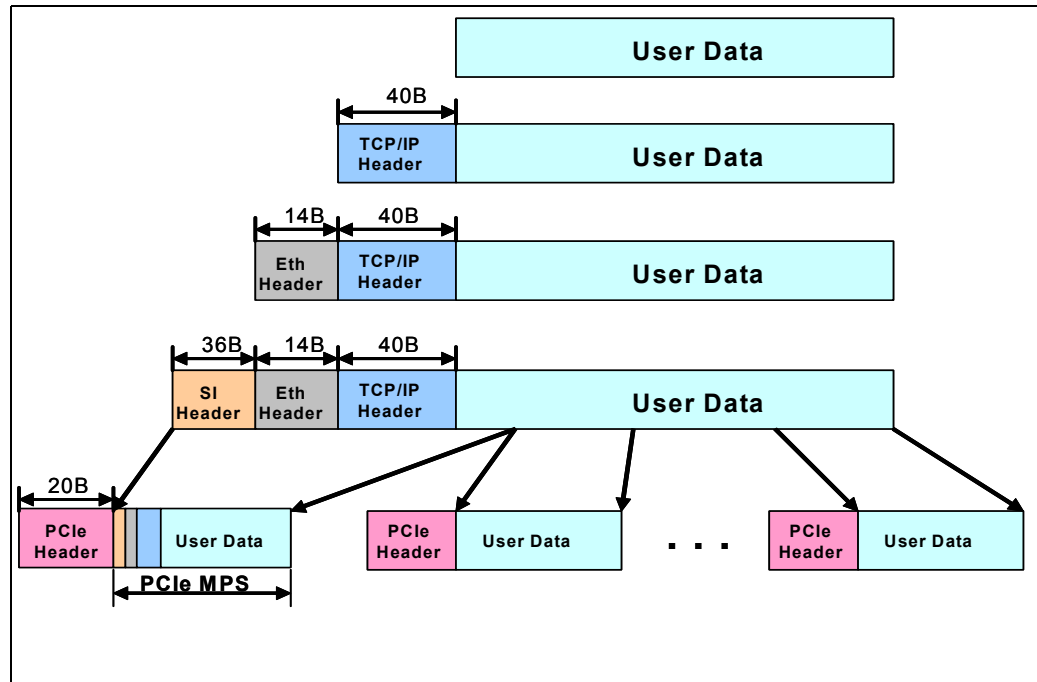 User Data
40B
TCP/IP
Header
User Data
14B
40B
Eth
Header
TCP/IP
Header
User Data
36B
14B
40B
SI
Header
Eth
Header
TCP/IP
Header
User Data
20B
PCIe
Header
User Data
PCIe
Header
User Data
. . .
PCIe
Header
User Data
PCIe MPS